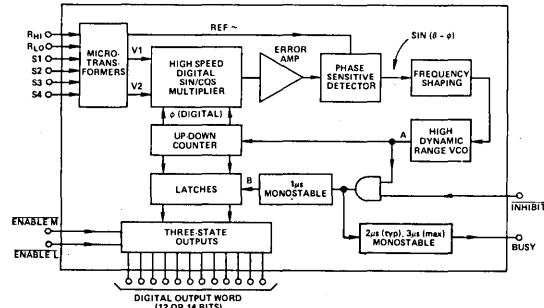 REF ~
SIN (θ - φ)
R HI
R LO
S1
S2
S3
S4
MICRO-
TRANS-
FORMERS
V1
V2
HIGH SPEED
DIGITAL
SIN/COS
MULTIPLIER
ERROR
AMP
PHASE
SENSITIVE
DETECTOR
FREQUENCY
SHAPING
φ (DIGITAL)
UP-DOWN
COUNTER
A
HIGH
DYNAMIC
RANGE VCO
LATCHES
B
1µs
MONOSTABLE
INHIBIT
ENABLE M
ENABLE L
THREE-STATE
OUTPUTS
2µs (typ), 3µs (max)
MONOSTABLE
BUSY
DIGITAL OUTPUT WORD
(12 OR 14 BITS)